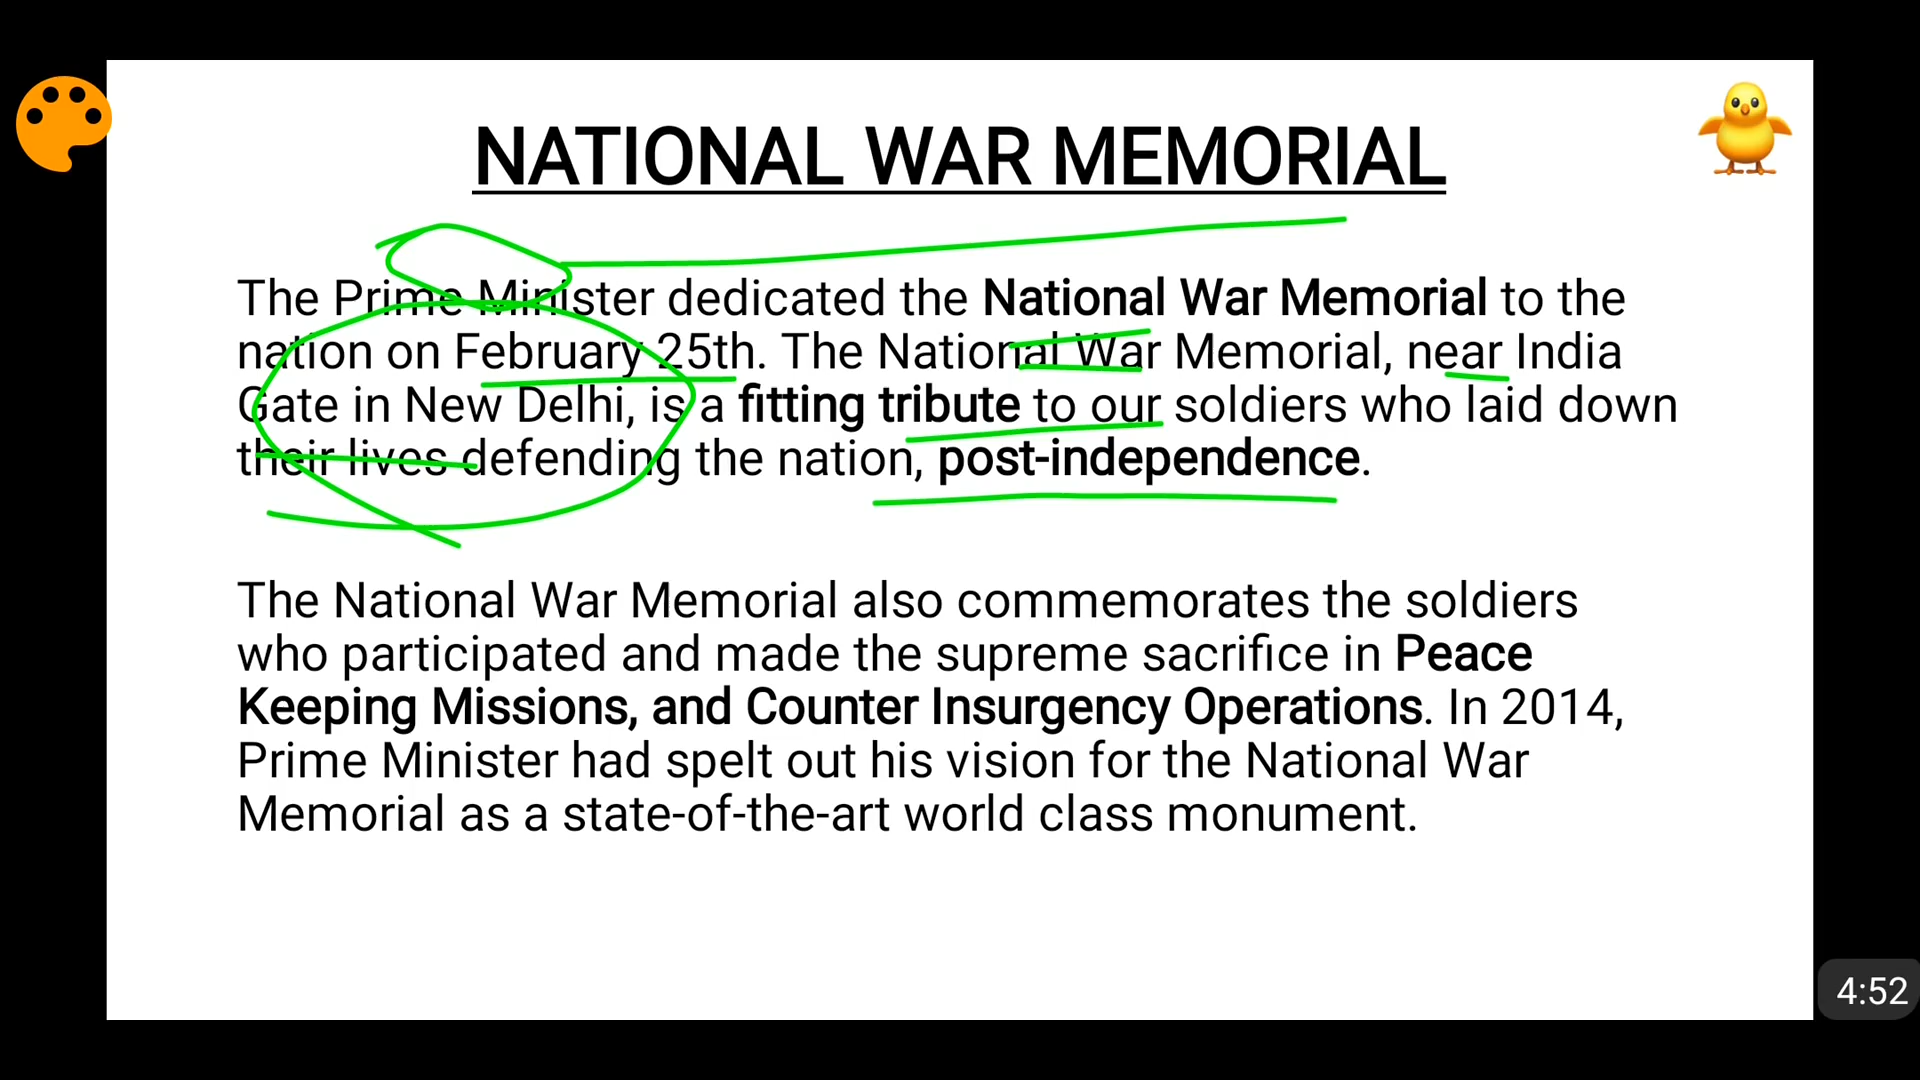 NATIONAL WAR MEMORIAL
The Prime Minister dedicated the National War Memorial to the
nation on February 25th. The National War Memorial, near India
Gate in New Delhi, is a fitting tribute to our soldiers who laid down
their lives defending the nation, post-independence.
The National War Memorial also commemorates the soldiers
who participated and made the supreme sacrifice in Peace
Keeping Missions, and Counter Insurgency Operations. In 2014,
Prime Minister had spelt out his vision for the National War
Memorial as a state-of-the-art world class monument.
4:52